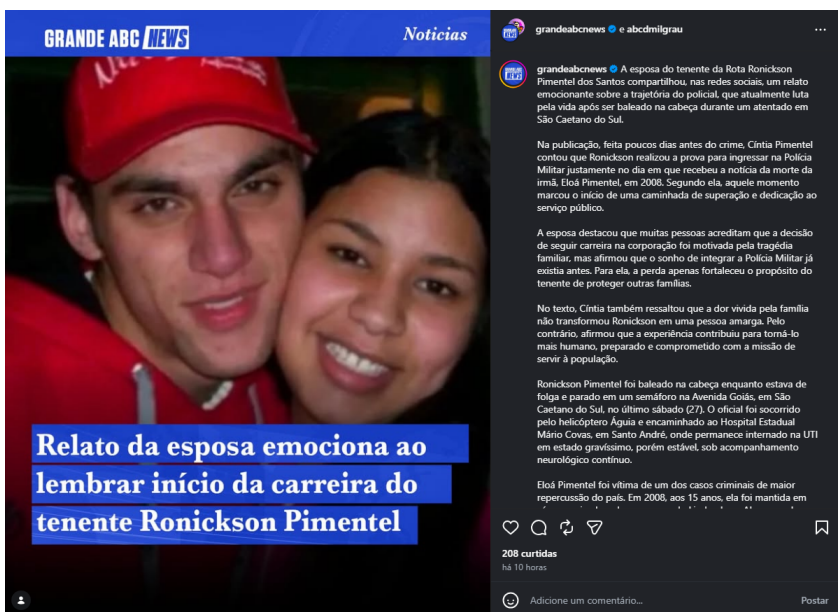 GRANDE ABC NEWS
Noticias
Relato da esposa emociona ao
lembrar início da carreira do
tenente Ronickson Pimentel
grandeabcnews e abcdmilgrau
grandeabcnews A esposa do tenente da Rota Ronickson
Pimentel dos Santos compartilhou, nas redes sociais, um relato
emocionante sobre a trajetória do policial, que atualmente luta
pela vida após ser baleado na cabeça durante um atentado em
São Caetano do Sul.
Na publicação, feita poucos dias antes do crime, Cíntia Pimentel
contou que Ronickson realizou a prova para ingressar na Polícia
Militar justamente no dia em que recebeu a notícia da morte da
irmã, Eloá Pimentel, em 2008. Segundo ela, aquele momento
marcou o início de uma caminhada de superação e dedicação ao
serviço público.
A esposa destacou que muitas pessoas acreditam que a decisão
de seguir carreira na corporação foi motivada pela tragédia
familiar, mas afirmou que o sonho de integrar a Polícia Militar já
existia antes. Para ela, a perda apenas fortaleceu o propósito do
tenente de proteger outras famílias.
No texto, Cíntia também ressaltou que a dor vivida pela família
não transformou Ronickson em uma pessoa amarga. Pelo
contrário, afirmou que a experiência contribuiu para torná-lo
mais humano, preparado e comprometido com a missão de
servir à população.
Ronickson Pimentel foi baleado na cabeça enquanto estava de
folga e parado em um semáforo na Avenida Goiás, em São
Caetano do Sul, no último sábado (27). O oficial foi socorrido
pelo helicóptero Águia e encaminhado ao Hospital Estadual
Mário Covas, em Santo André, onde permanece internado na UTI
em estado gravíssimo, porém estável, sob acompanhamento
neurológico contínuo.
Eloá Pimentel foi vítima de um dos casos criminais de maior
repercussão do país. Em 2008, aos 15 anos, ela foi mantida em
208 curtidas
há 10 horas
Adicione um comentário...
Postar